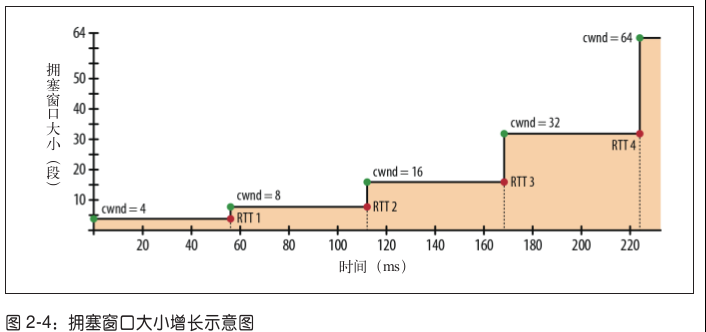 64
50
40
30
20
10
拥塞窗口大小（段）
cwnd = 4
cwnd = 8
cwnd = 16
cwnd = 32
cwnd = 64
RTT 1
RTT 2
RTT 3
RTT 4
20 40 60 80 100 120 140 160 180 200 220
时间（ms）
图 2-4：拥塞窗口大小增长示意图